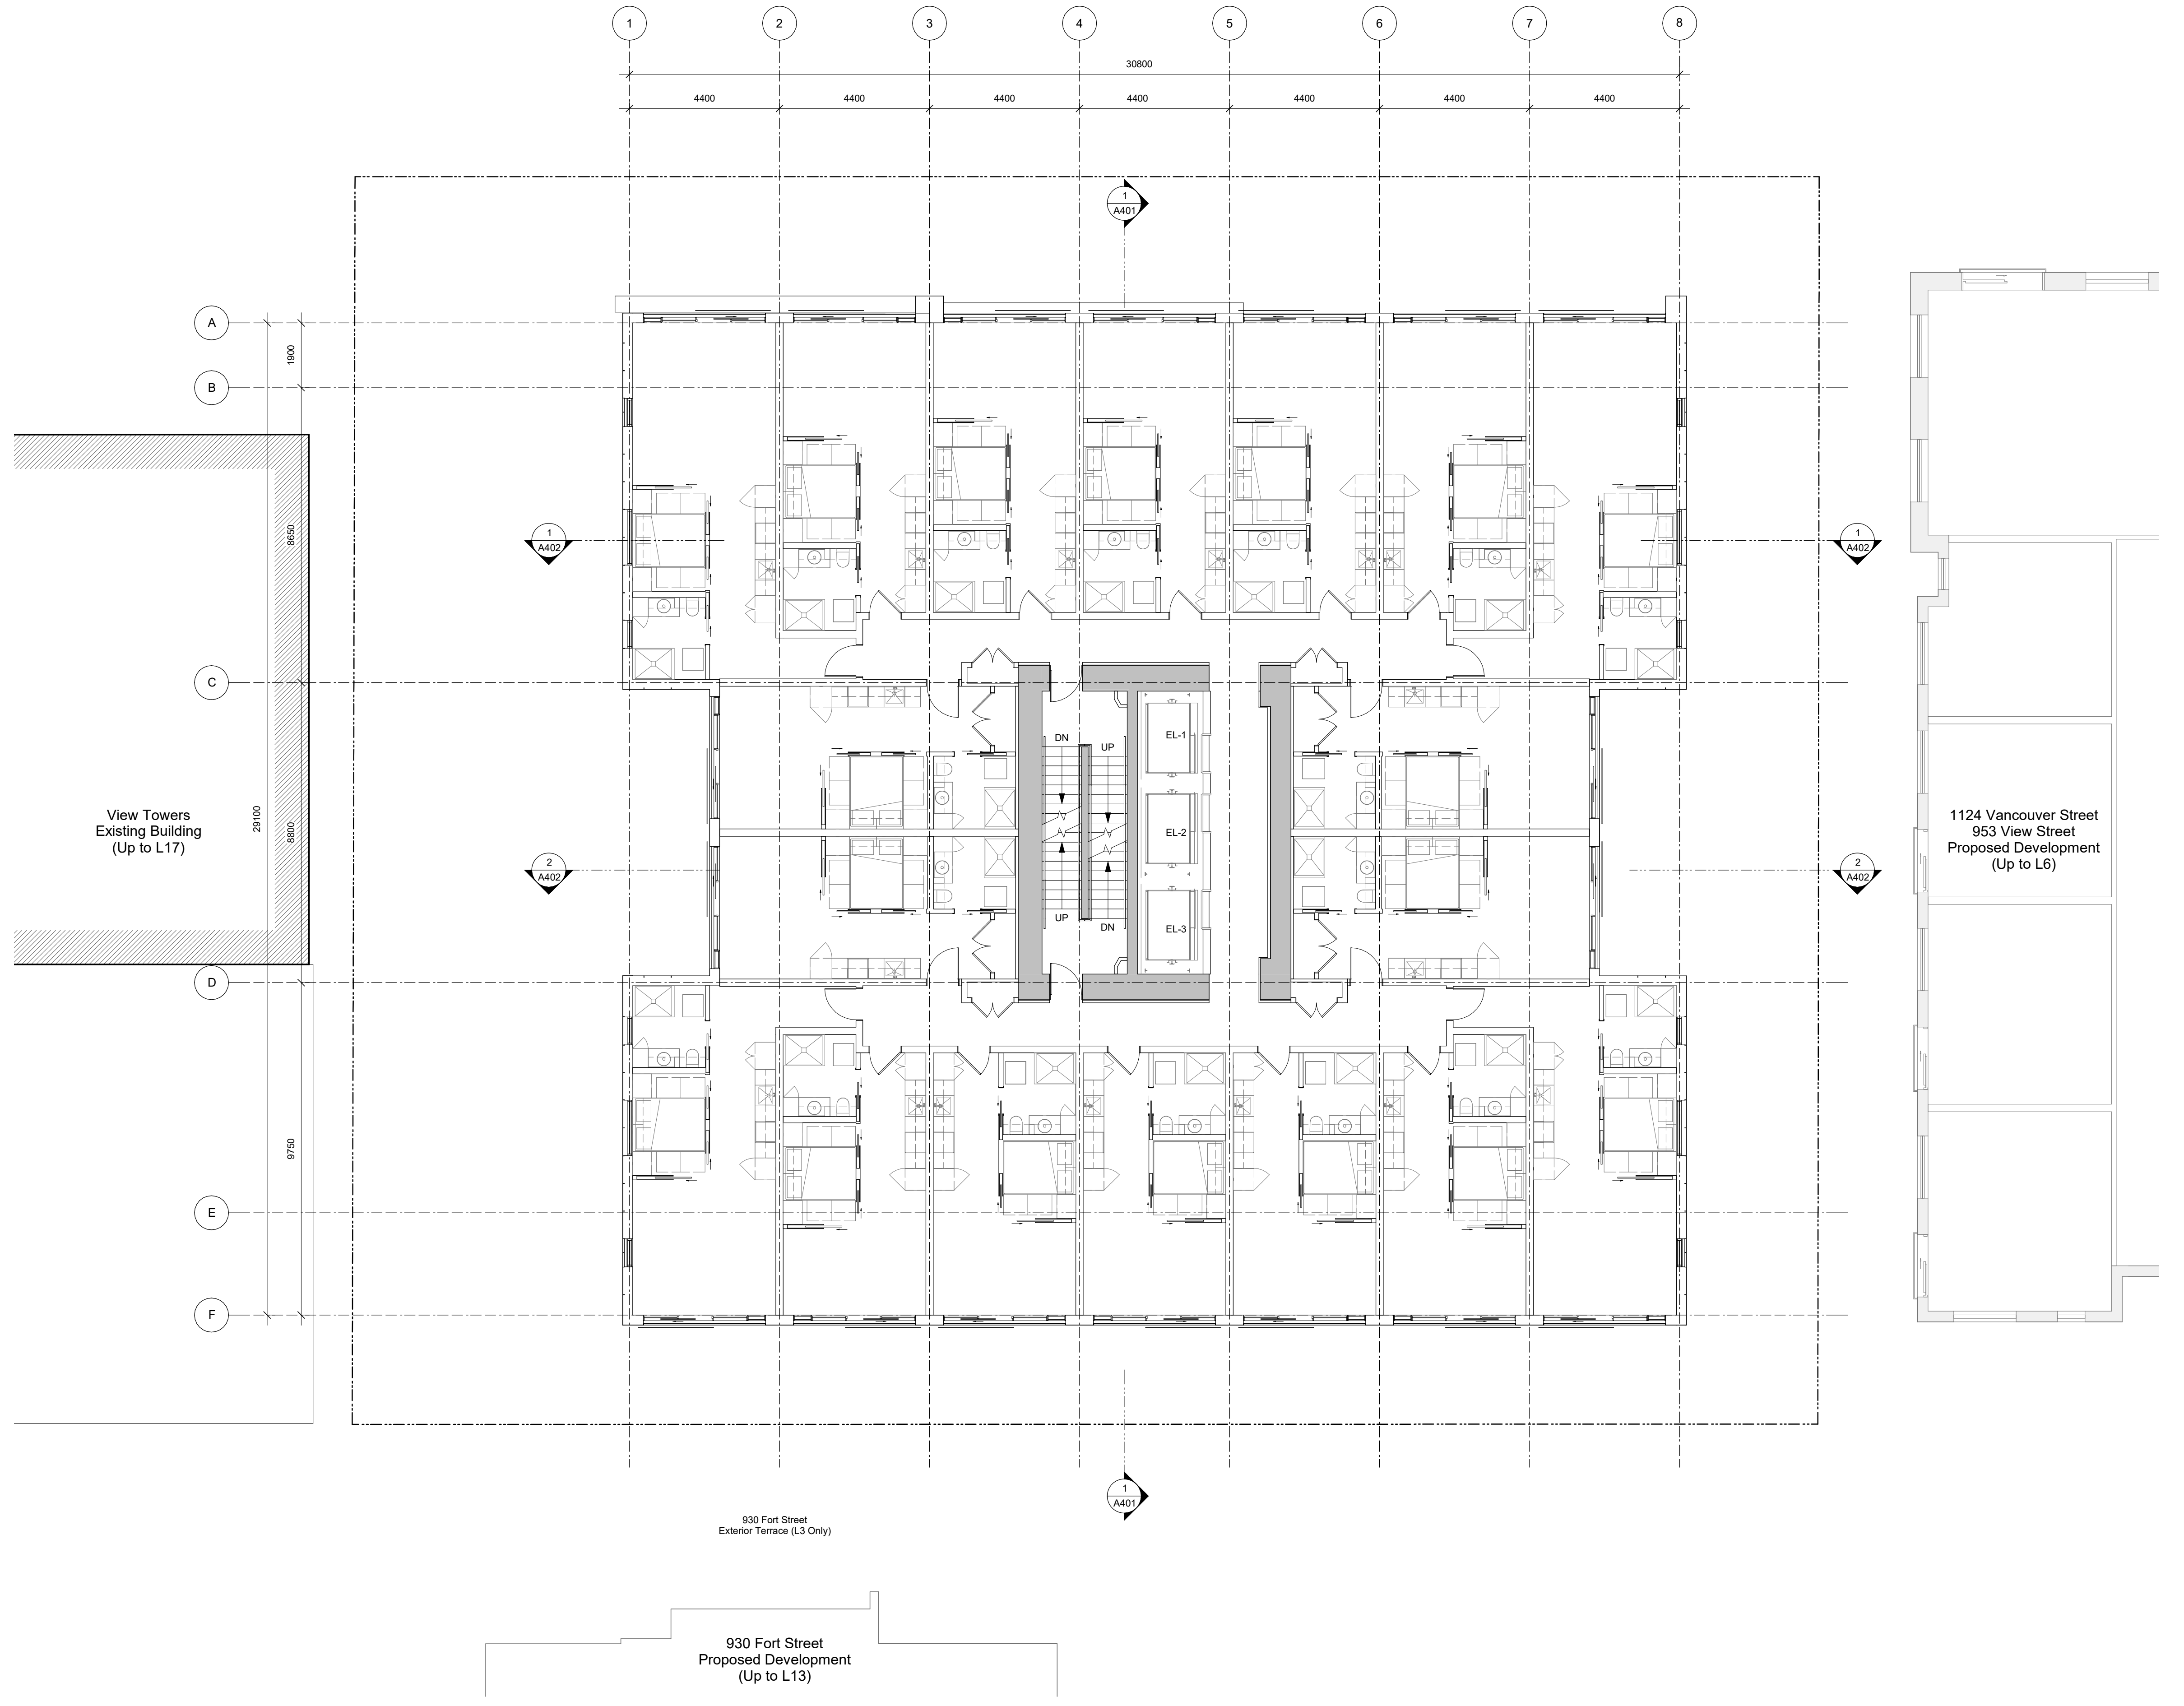 1 2 3 4 5 6 7 8
30800
4400 4400 4400 4400 4400 4400 4400
1
A401
A
1900
B
8650
1
A402
1
A402
C
EL-1
DN
UP
View Towers
Existing Building
(Up to L17)
29100
8800
EL-2
1124 Vancouver Street
953 View Street
Proposed Development
(Up to L6)
2
A402
2
A402
UP
DN
EL-3
D
9750
E
F
1
A401
930 Fort Street
Exterior Terrace (L3 Only)
930 Fort Street
Proposed Development
(Up to L13)